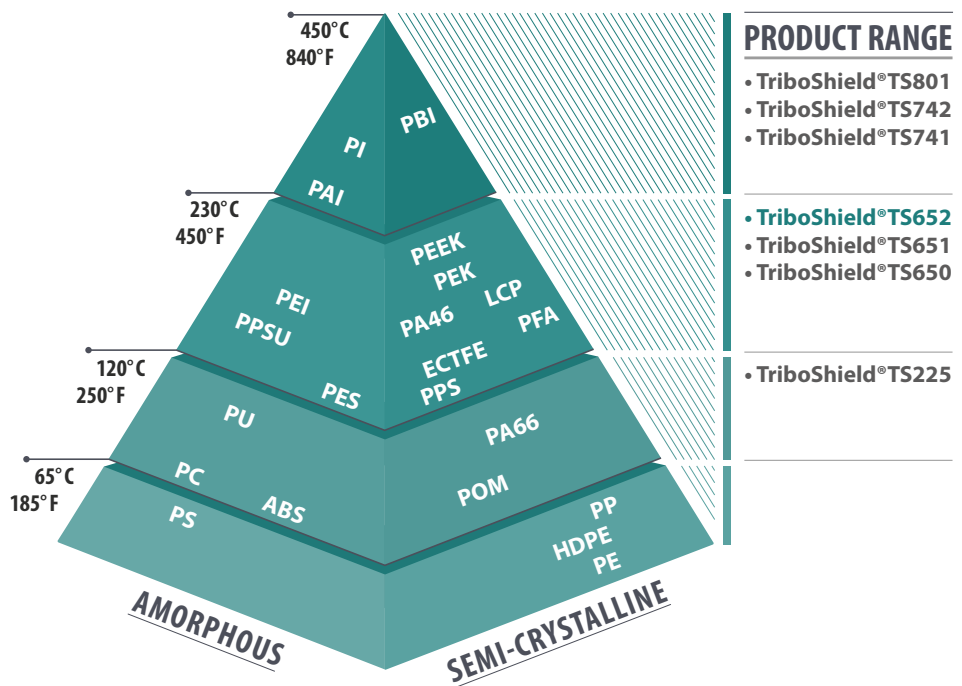 450°C
840°F
PRODUCT RANGE
• TriboShield®TS801
• TriboShield®TS742
• TriboShield®TS741
PBI
PI
PAI
230°C
450°F
• TriboShield®TS652
• TriboShield®TS651
• TriboShield®TS650
PEEK
PEK
LCP
PEI
PA46
PFA
PPSU
ECTFE
PES
PPS
120°C
250°F
• TriboShield®TS225
PU
PA66
PC
POM
ABS
65°C
185°F
PS
PP
HDPE
PE
AMORPHOUS
SEMI-CRYSTALLINE